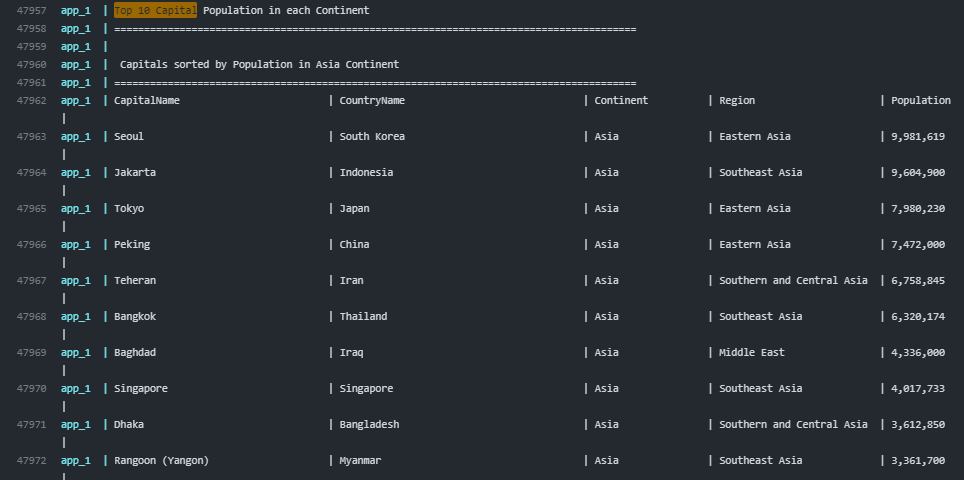 47957 app_1 | Top 10 Capital Population in each Continent
47958 app_1 | ========================================================================================
47959 app_1 |
47960 app_1 | Capitals sorted by Population in Asia Continent
47961 app_1 | ========================================================================================
47962 app_1 | CapitalName | CountryName | Continent | Region | Population
|
47963 app_1 | Seoul | South Korea | Asia | Eastern Asia | 9,981,619
|
47964 app_1 | Jakarta | Indonesia | Asia | Southeast Asia | 9,604,900
|
47965 app_1 | Tokyo | Japan | Asia | Eastern Asia | 7,980,230
|
47966 app_1 | Peking | China | Asia | Eastern Asia | 7,472,000
|
47967 app_1 | Teheran | Iran | Asia | Southern and Central Asia | 6,758,845
|
47968 app_1 | Bangkok | Thailand | Asia | Southeast Asia | 6,320,174
|
47969 app_1 | Baghdad | Iraq | Asia | Middle East | 4,336,000
|
47970 app_1 | Singapore | Singapore | Asia | Southeast Asia | 4,017,733
|
47971 app_1 | Dhaka | Bangladesh | Asia | Southern and Central Asia | 3,612,850
|
47972 app_1 | Rangoon (Yangon) | Myanmar | Asia | Southeast Asia | 3,361,700
|